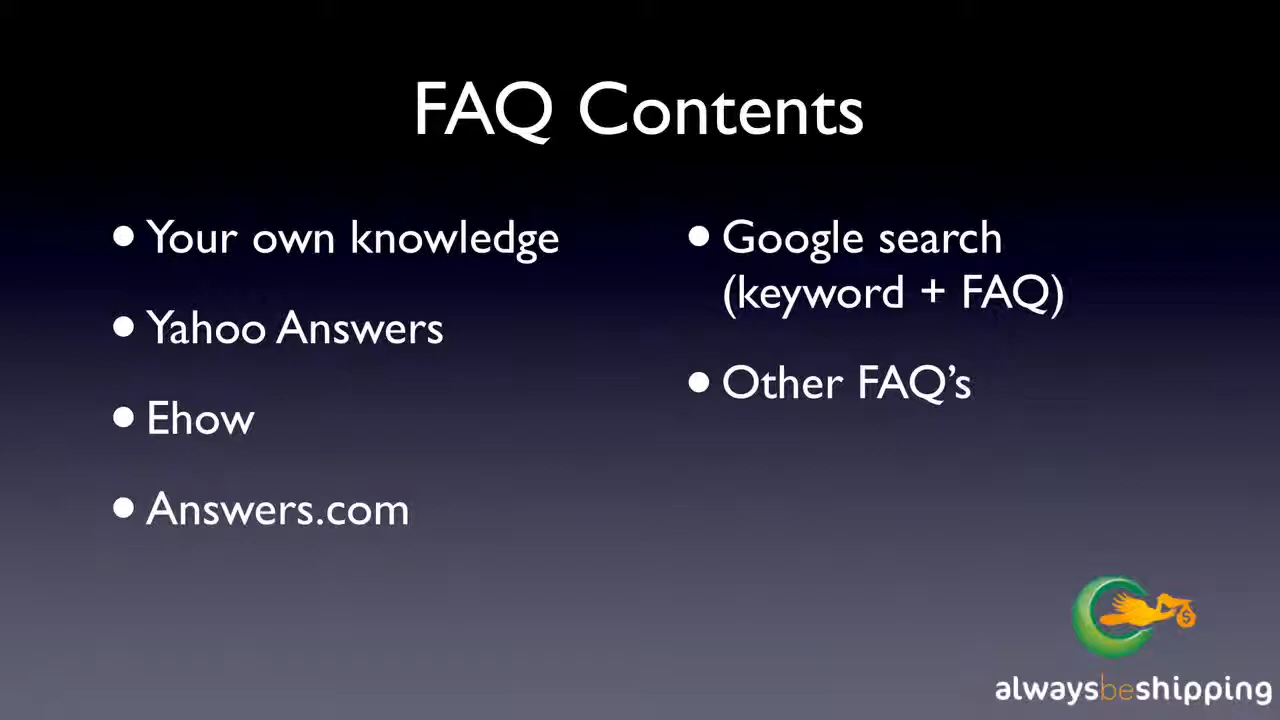 FAQ Contents
• Your own knowledge
• Yahoo Answers
• Ehow
• Answers.com
• Google search
(keyword + FAQ)
• Other FAQ’s
$
alwaysbeshipping